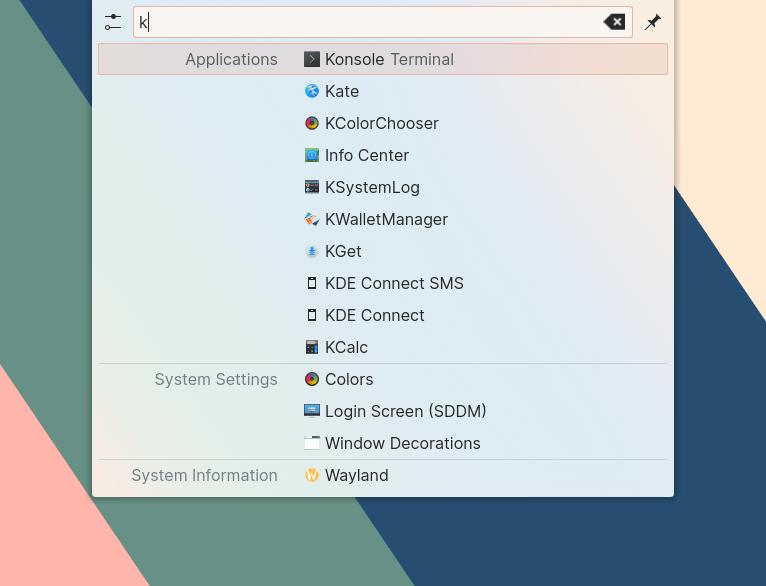 k
Applications Konsole Terminal
Kate
KColorChooser
Info Center
KSystemLog
KWalletManager
KGet
KDE Connect SMS
KDE Connect
KCalc
System Settings Colors
Login Screen (SDDM)
Window Decorations
System Information Wayland